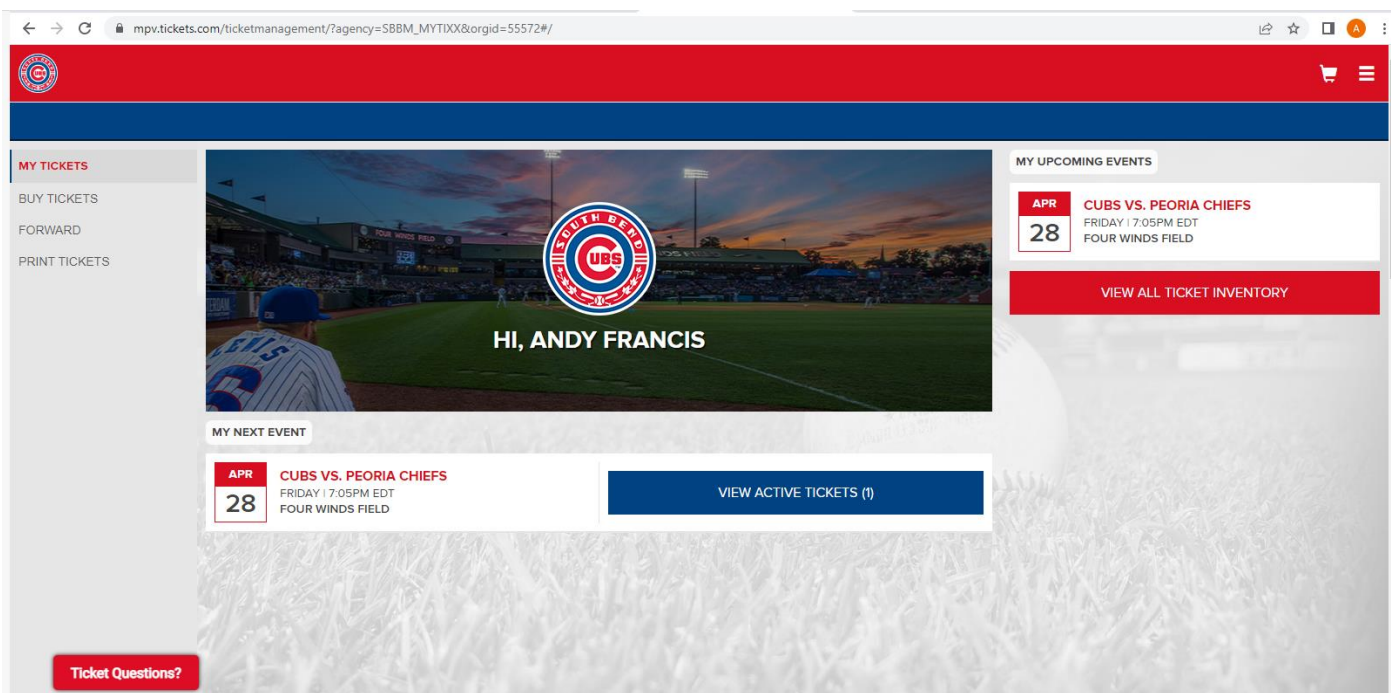 mpv.tickets.com/ticketmanagement/?agency=SBBM_MYTIXX&orgid=55572#/
A
MY TICKETS
BUY TICKETS
FORWARD
PRINT TICKETS
FOUR WINDS FIELD
SOUTH BEND
CUBS
HI, ANDY FRANCIS
MY NEXT EVENT
APR
28
CUBS VS. PEORIA CHIEFS
FRIDAY | 7:05PM EDT
FOUR WINDS FIELD
VIEW ACTIVE TICKETS (1)
MY UPCOMING EVENTS
APR
28
CUBS VS. PEORIA CHIEFS
FRIDAY | 7:05PM EDT
FOUR WINDS FIELD
VIEW ALL TICKET INVENTORY
Ticket Questions?